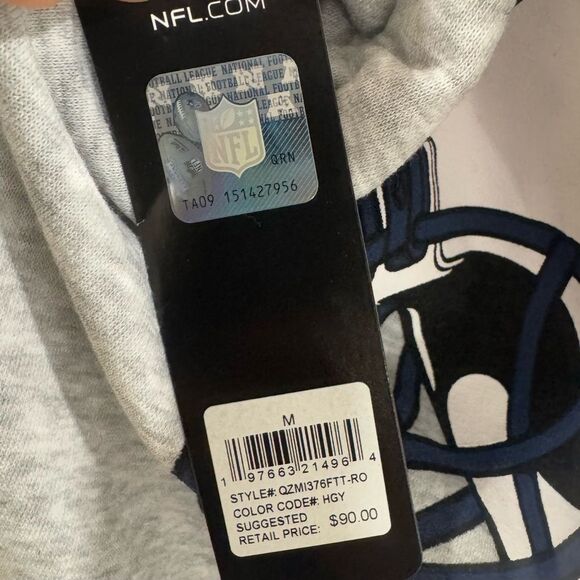 NFL.COM
NFL
QRN
TA09 151427956
M
1 97663 21496 4
STYLE#: QZMI376FTT-RO
COLOR CODE#: HGY
SUGGESTED
RETAIL PRICE: $90.00